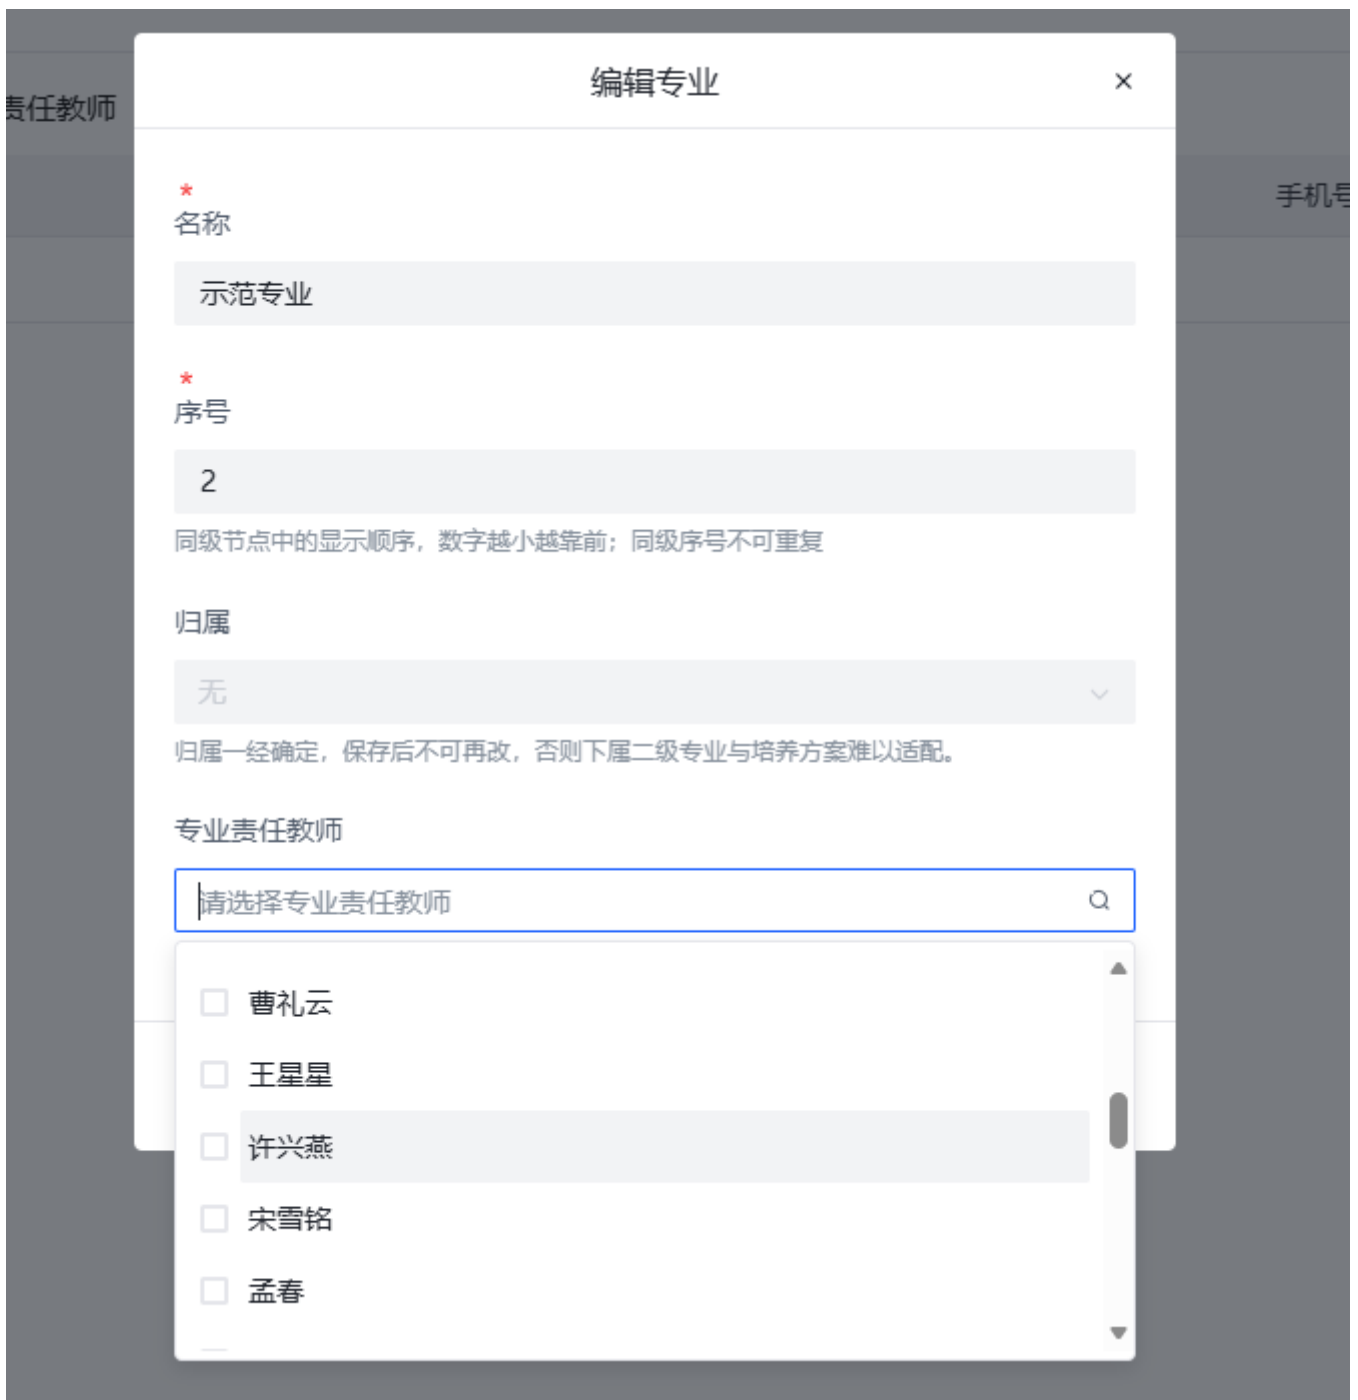 编辑专业
责任教师
手机号
*
名称
示范专业
*
序号
2
同级节点中的显示顺序，数字越小越靠前；同级序号不可重复
归属
无
归属一经确定，保存后不可再改，否则下属二级专业与培养方案难以适配。
专业责任教师
请选择专业责任教师
曹礼云
王星星
许兴燕
宋雪铭
孟春